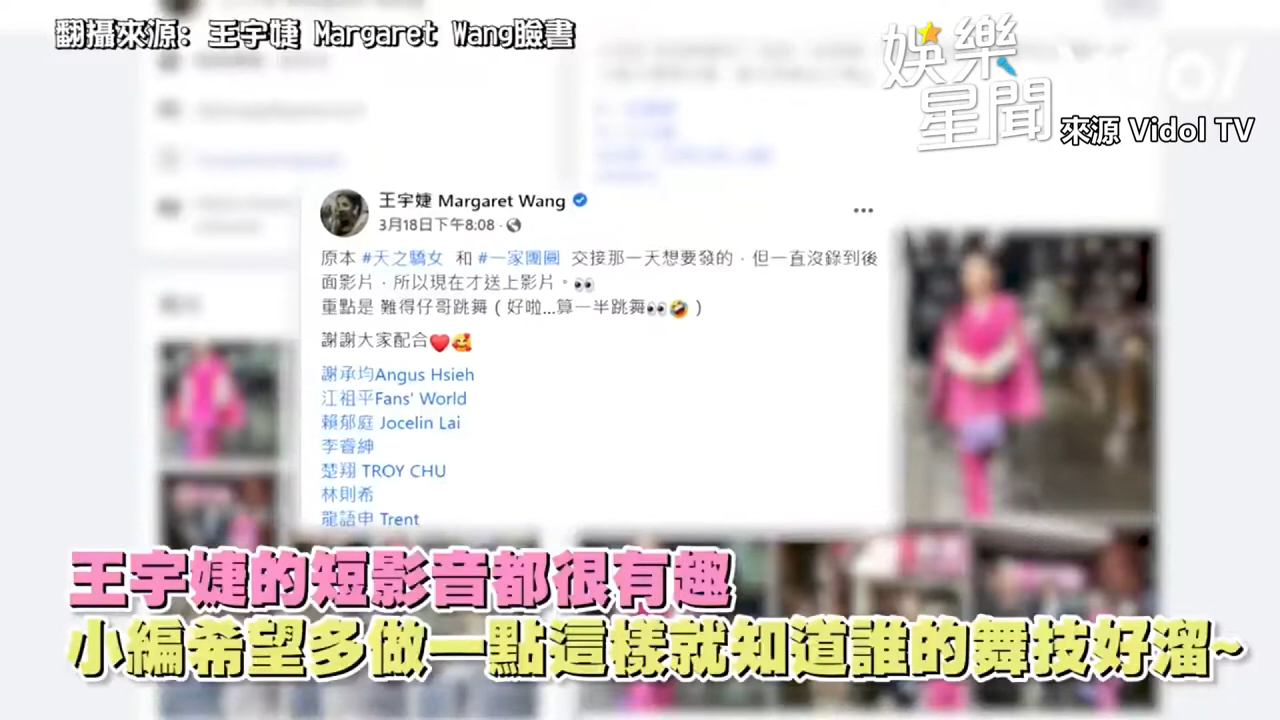 翻攝來源: 王宇婕 Margaret Wang臉書
娛樂
星聞
來源 Vidol TV
王宇婕 Margaret Wang
3月18日下午8:08 ·
原本 #天之驕女 和 #一家團圓 交接那一天想要發的，但一直沒錄到後
面影片，所以現在才送上影片。👀
重點是 難得仔哥跳舞（好啦...算一半跳舞👀🤣）
謝謝大家配合❤️🥰
謝承均Angus Hsieh
江祖平Fans' World
賴郁庭 Jocelin Lai
李睿紳
楚翔 TROY CHU
林則希
龍語申 Trent
王宇婕的短影音都很有趣
小編希望多做一點這樣就知道誰的舞技好溜~